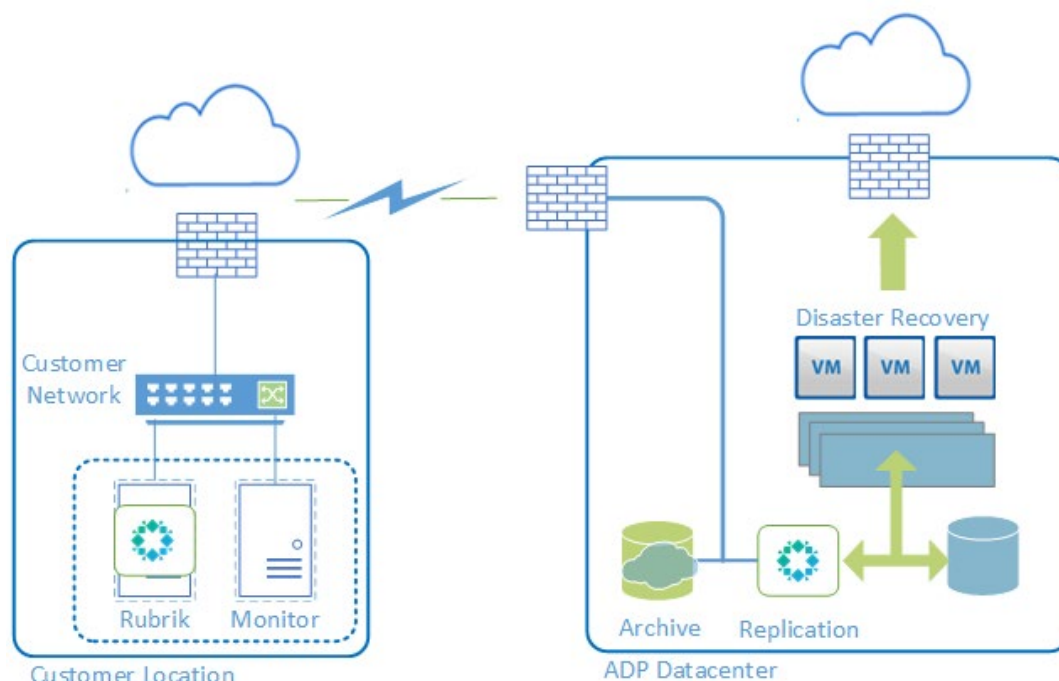 Customer
Network
Rubrik
Monitor
Customer Location
Disaster Recovery
VM
VM
VM
Archive
Replication
ADP Datacenter